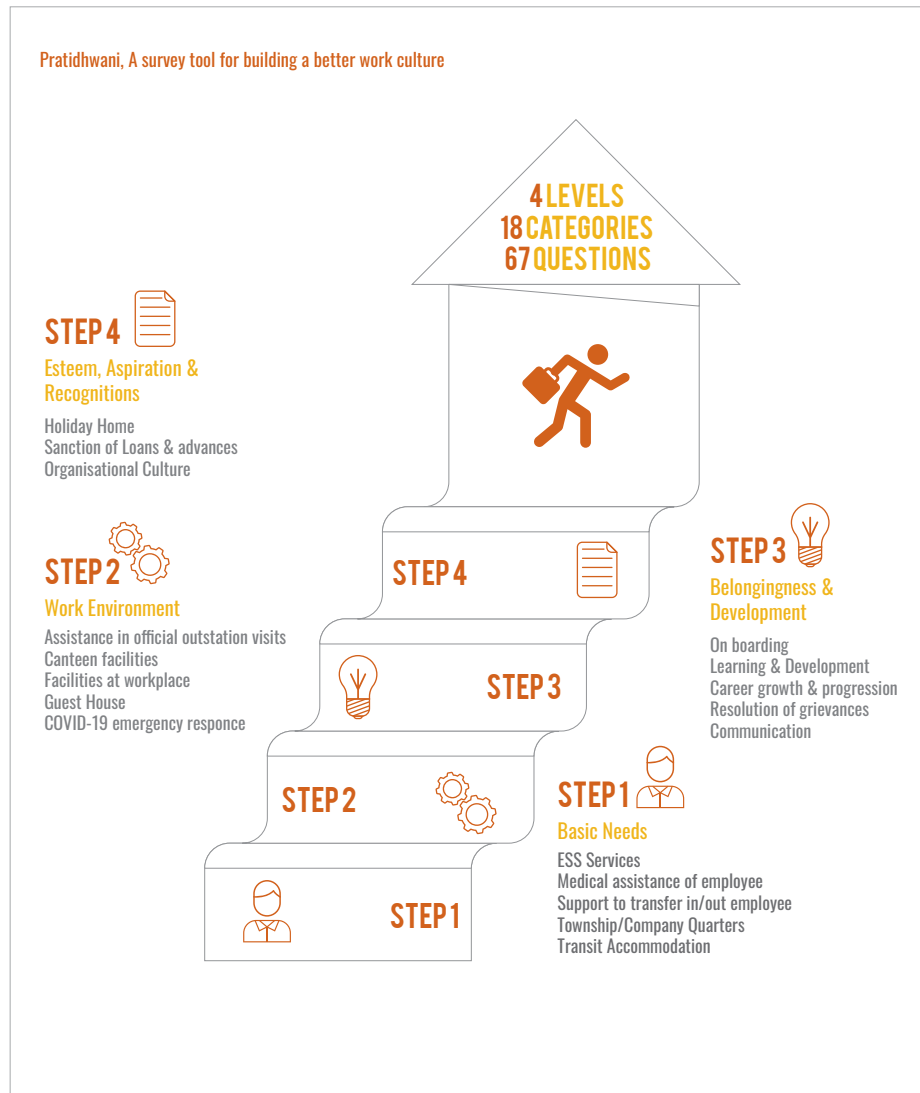 Pratidhwani, A survey tool for building a better work culture
4 LEVELS
18 CATEGORIES
67 QUESTIONS
STEP 4
Esteem, Aspiration &
Recognitions
Holiday Home
Sanction of Loans & advances
Organisational Culture
STEP 2
Work Environment
Assistance in official outstation visits
Canteen facilities
Facilities at workplace
Guest House
COVID-19 emergency responce
STEP 3
Belongingness &
Development
On boarding
Learning & Development
Career growth & progression
Resolution of grievances
Communication
STEP 1
Basic Needs
ESS Services
Medical assistance of employee
Support to transfer in/out employee
Township/Company Quarters
Transit Accommodation
STEP 4
STEP 3
STEP 2
STEP 1